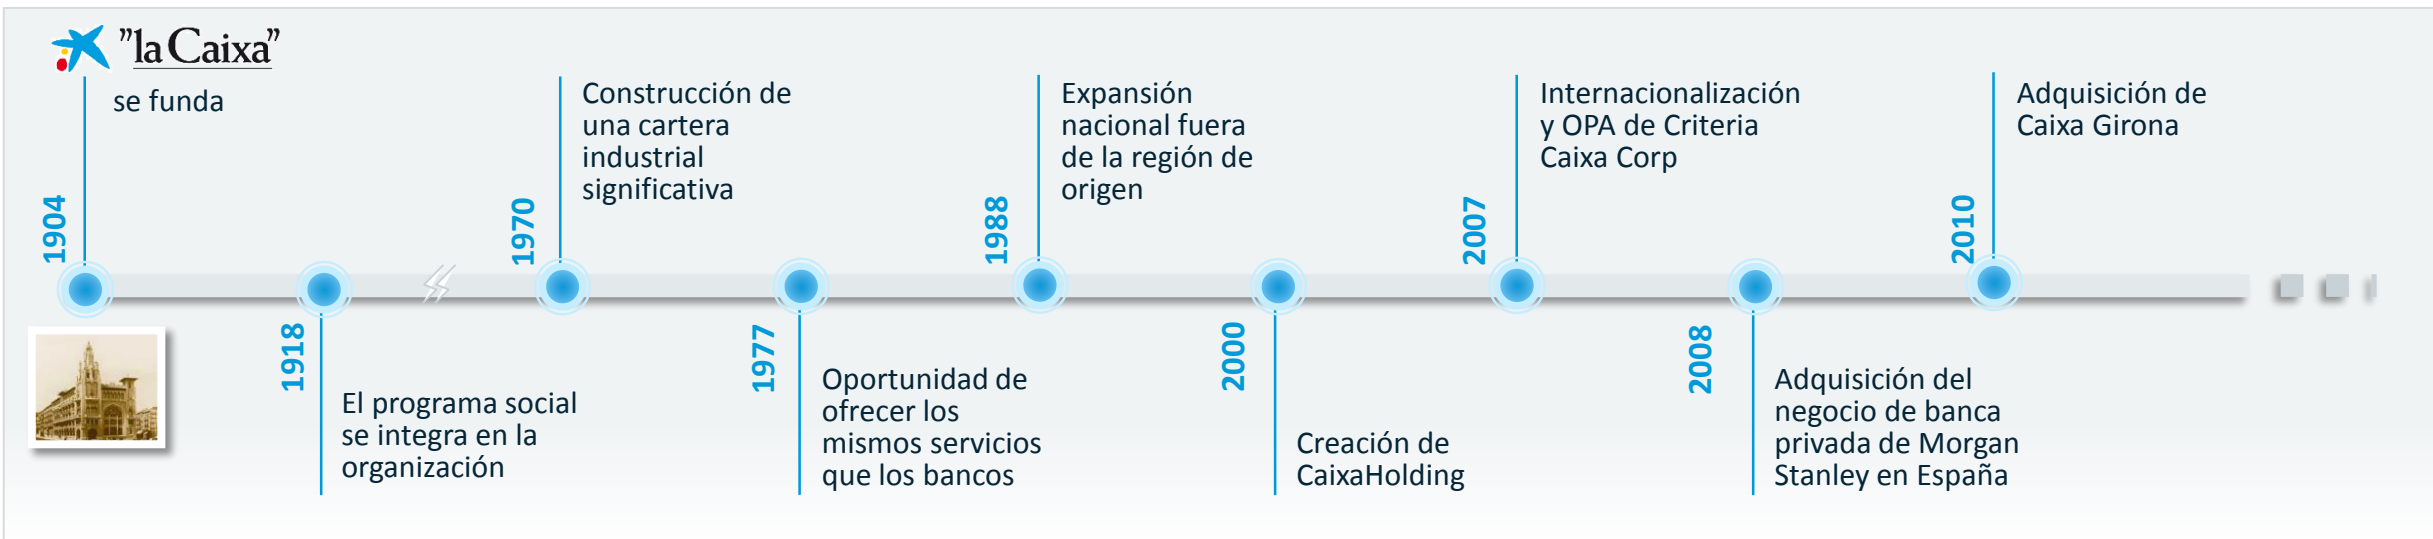 ”la Caixa”
se funda
1904
1918
El programa social
se integra en la
organización
1970
Construcción de
una cartera
industrial
significativa
1977
Oportunidad de
ofrecer los
mismos servicios
que los bancos
1988
Expansión
nacional fuera
de la región de
origen
2000
Creación de
CaixaHolding
2007
Internacionalización
y OPA de Criteria
Caixa Corp
2008
Adquisición del
negocio de banca
privada de Morgan
Stanley en España
2010
Adquisición de
Caixa Girona